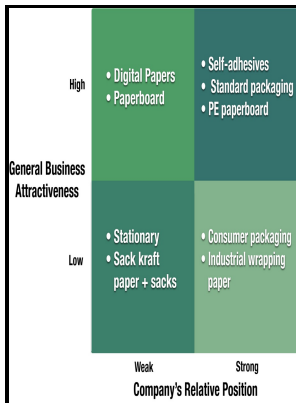 High
• Digital Papers
• Paperboard
• Self-adhesives
• Standard packaging
• PE paperboard
General Business
Attractiveness
Low
• Stationary
• Sack kraft
paper + sacks
• Consumer packaging
• Industrial wrapping
paper
Weak
Strong
Company's Relative Position